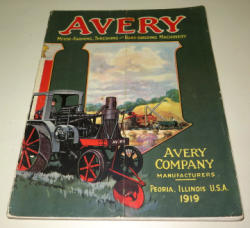 AVERY
MOTOR-FARMING, THRESHING AND ROAD-BUILDING MACHINERY
AVERY
COMPANY
MANUFACTURERS
PEORIA, ILLINOIS U.S.A.
1919